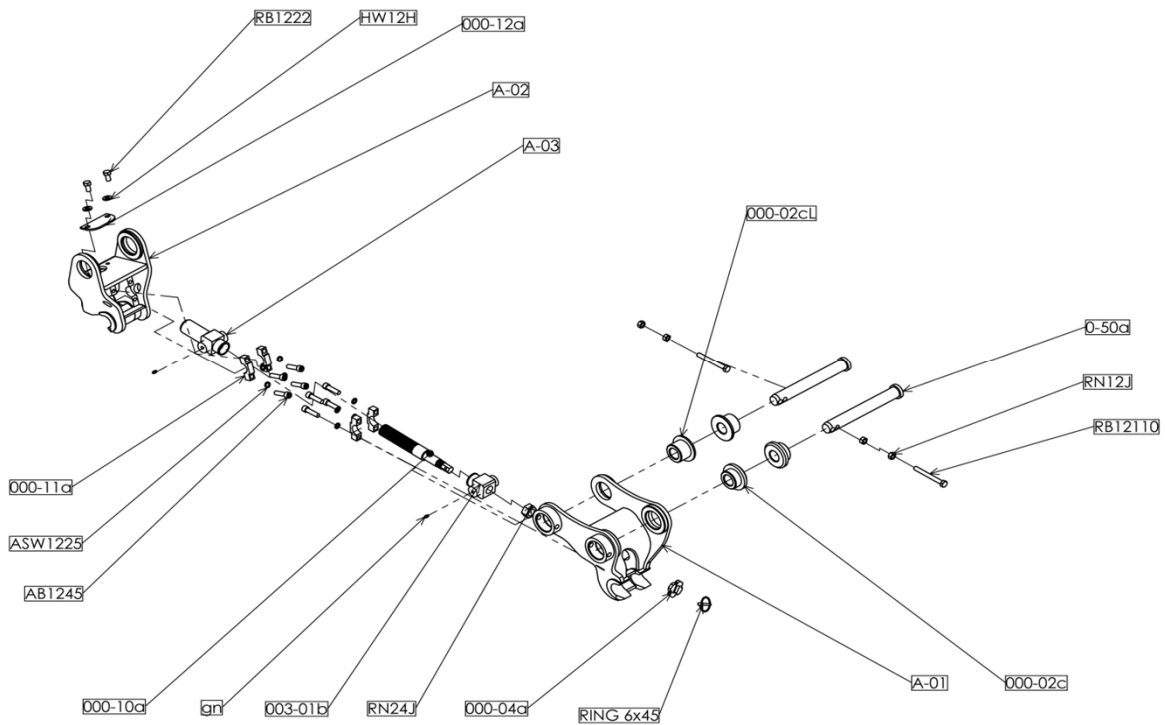 RB1222
HW12H
000-12a
A-02
A-03
000-02cL
0-50a
RN12J
RB12110
000-11a
ASW1225
AB1245
000-10a
gn
003-01b
RN24J
000-04a
RING 6x45
A-01
000-02c